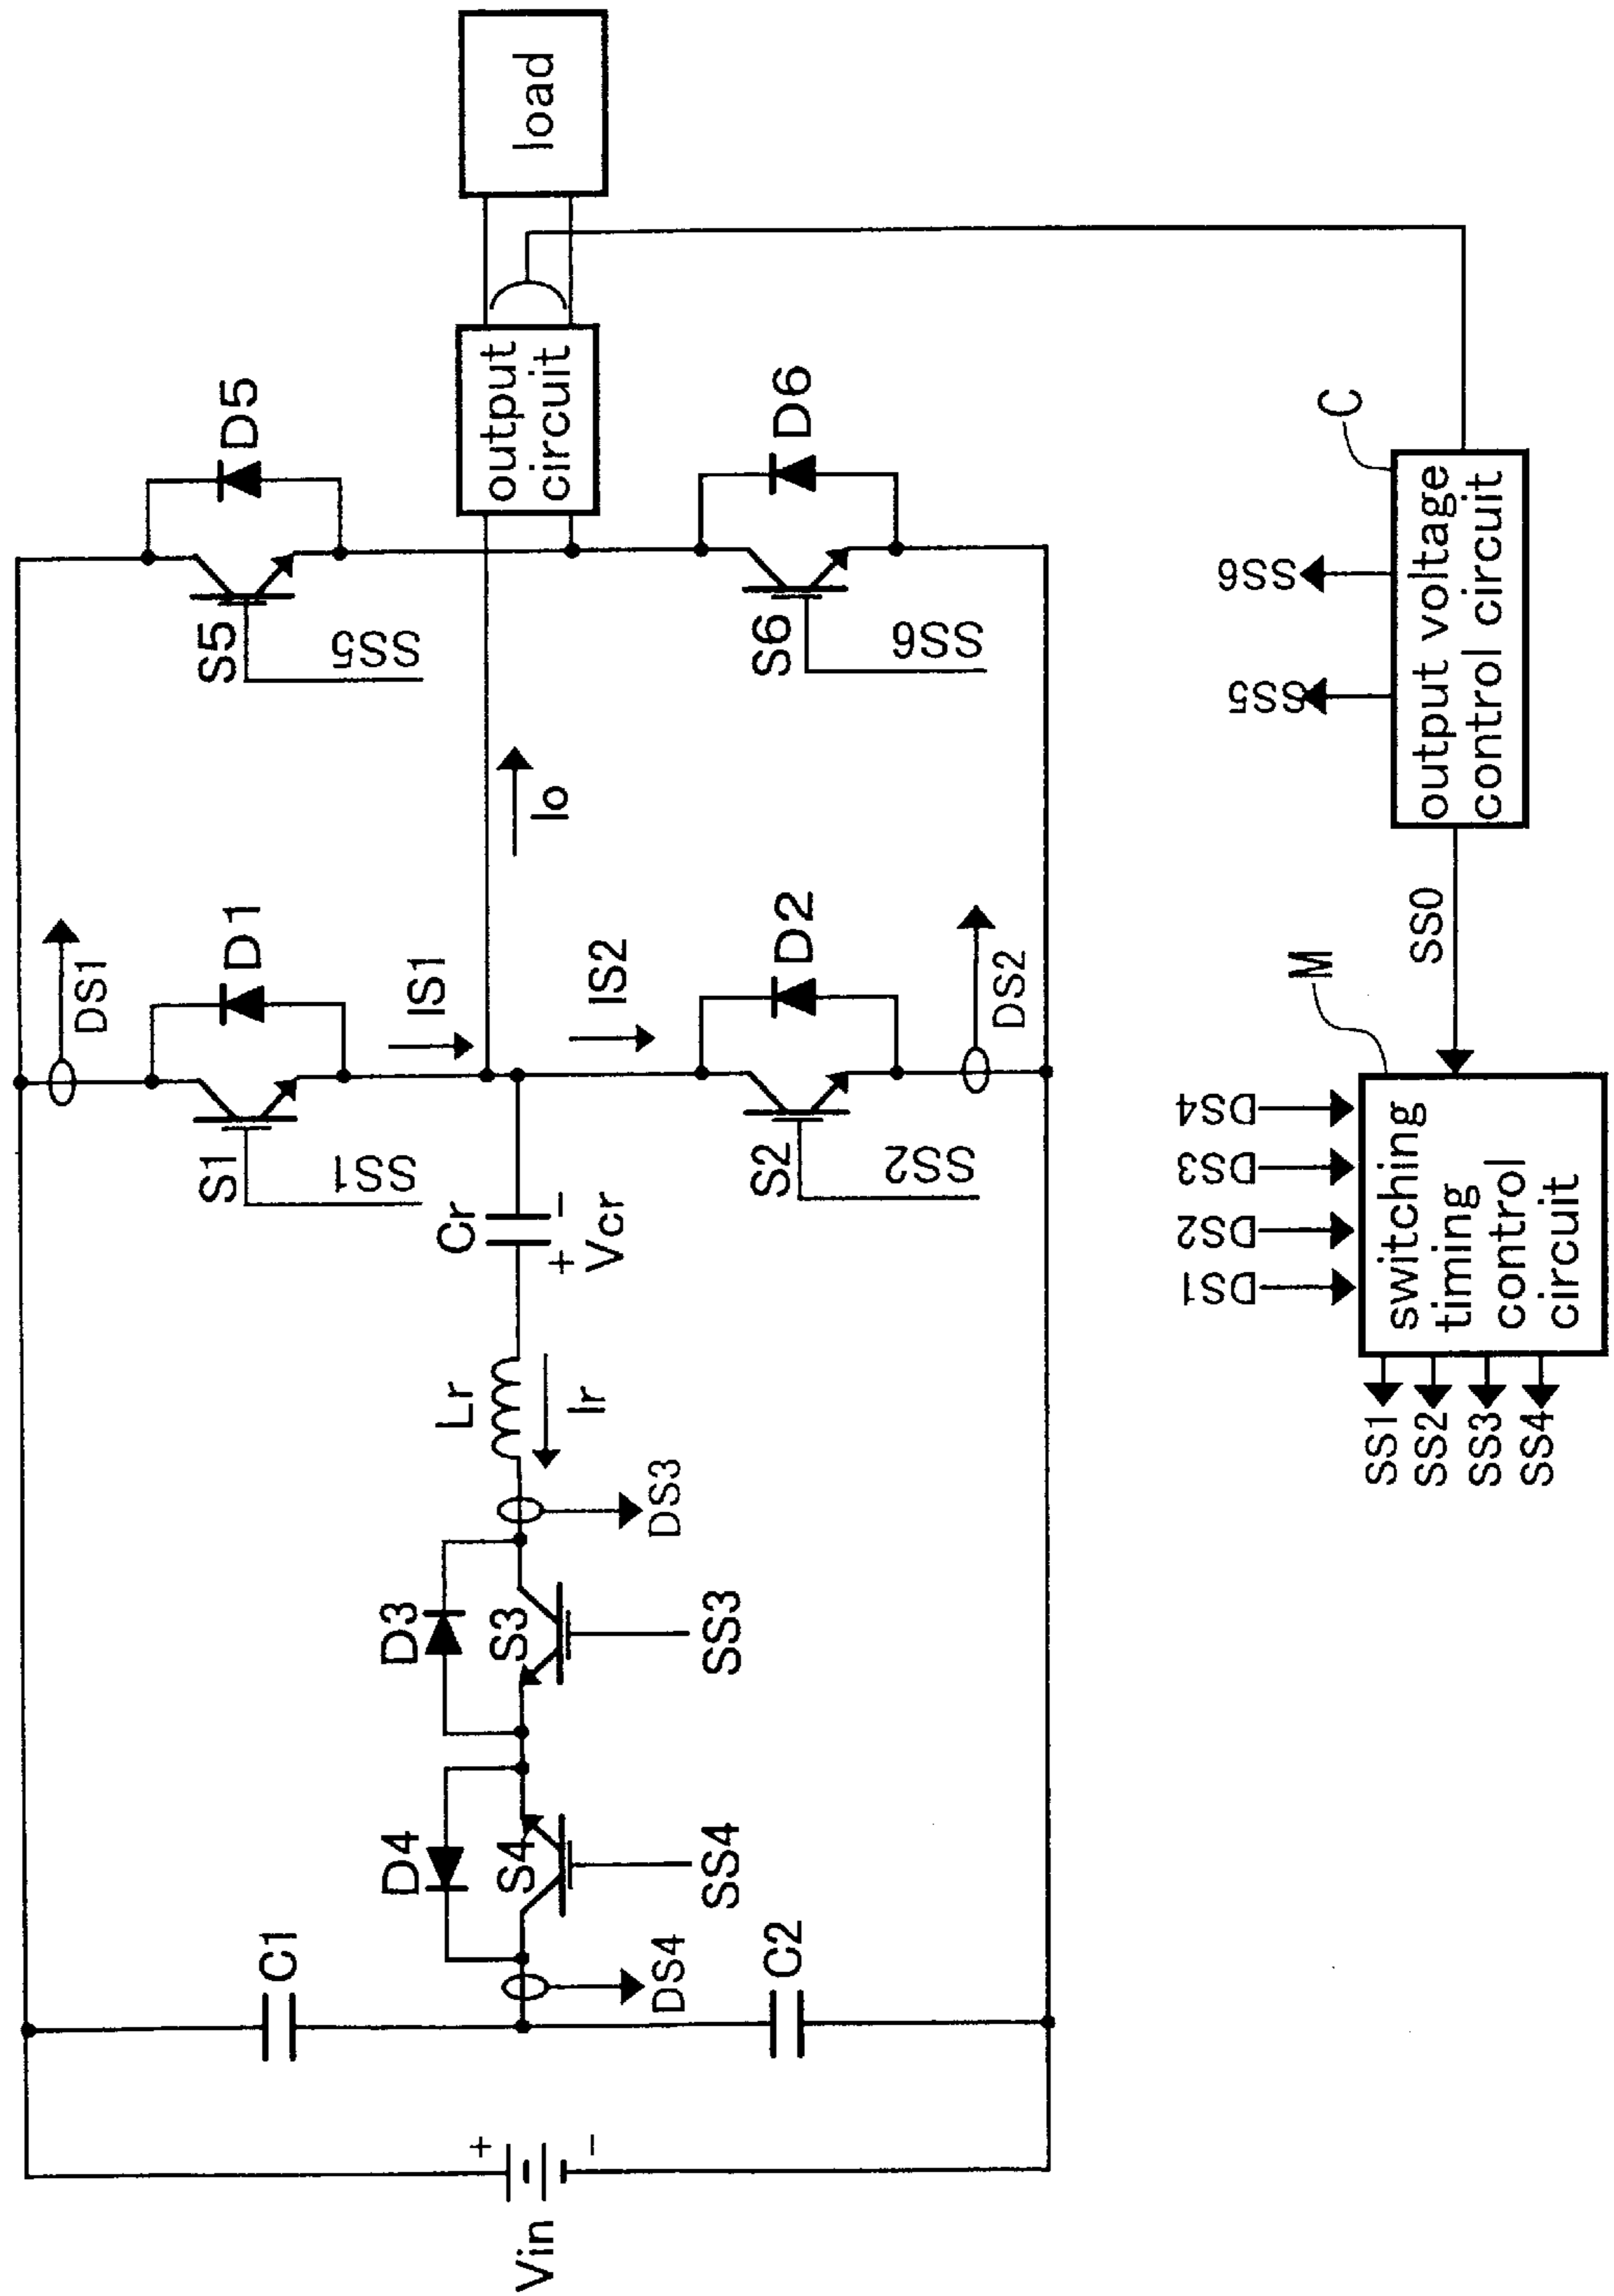 load
output
circuit
D5
S5
SS5
D6
S6
SS6
Io
DS1
D1
IS1
S1
SS1
IS2
D2
DS2
S2
SS2
Cr
+
−
Vcr
Lr
Ir
DS3
D3
S3
SS3
D4
S4
SS4
DS4
C1
C2
+
−
Vin
C
output voltage
control circuit
SS6
SS5
SS0
M
switching
timing
control
circuit
DS4
DS3
DS2
DS1
SS1
SS2
SS3
SS4